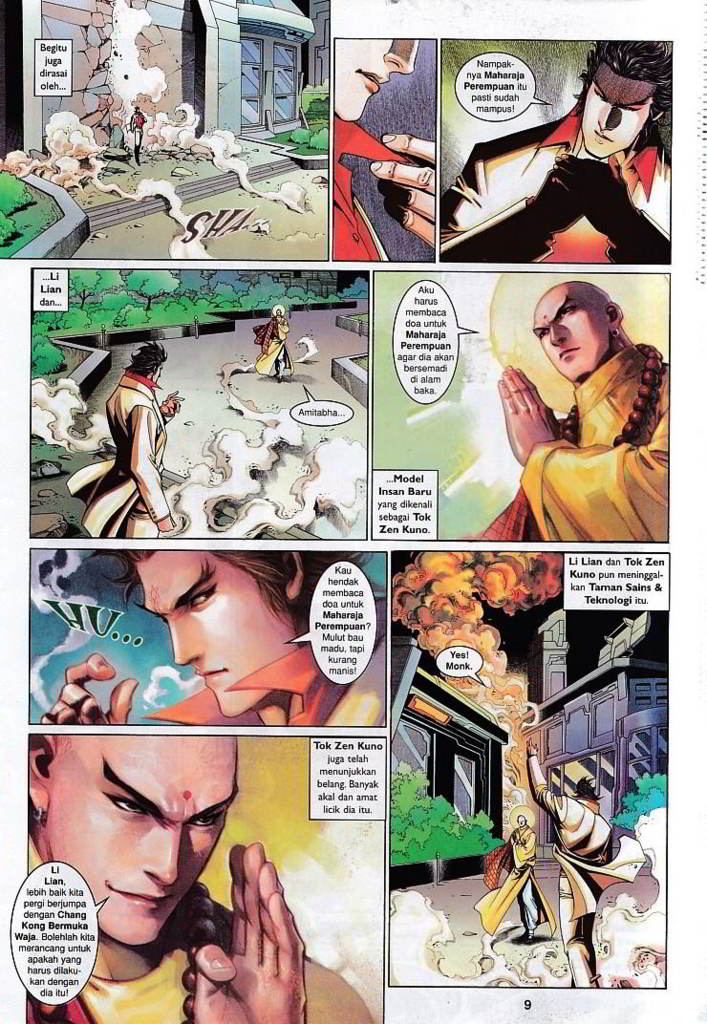 Begitu
juga
dirasai
oleh...
SHA
Nampak-
nya Maharaja
Perempuan itu
pasti sudah
mampus!
...Li
Lian
dan...
Amitabha...
Aku
harus
membaca
doa untuk
Maharaja
Perempuan
agar dia akan
bersemadi
di alam
baka.
...Model
Insan Baru
yang dikenali
sebagai Tok
Zen Kuno.
HU...
Kau
hendak
membaca
doa untuk
Maharaja
Perempuan?
Mulut bau
madu, tapi
kurang
manis!
Li Lian dan Tok Zen
Kuno pun meninggal-
kan Taman Sains &
Teknologi itu.
Yes!
Monk.
Tok Zen Kuno
juga telah
menunjukkan
belang. Banyak
akal dan amat
licik dia itu.
Li
Lian,
lebih baik kita
pergi berjumpa
dengan Chang
Kong Bermuka
Waja. Bolehlah kita
merancang untuk
apakah yang
harus dilaku-
kan dengan
dia itu!
9